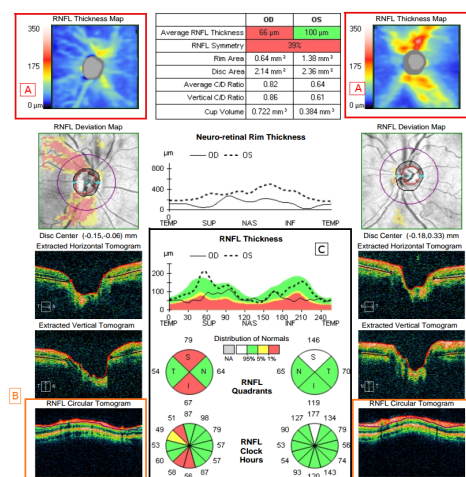 RNFL Thickness Map
350
175
0 µm
A
OD OS
Average RNFL Thickness 66 µm 100 µm
RNFL Symmetry 39%
Rim Area 0.64 mm² 1.38 mm²
Disc Area 2.14 mm² 2.36 mm²
Average C/D Ratio 0.82 0.64
Vertical C/D Ratio 0.86 0.61
Cup Volume 0.722 mm³ 0.384 mm³
RNFL Thickness Map
350
175
0 µm
A
RNFL Deviation Map
Disc Center (-0.15,-0.06) mm
Extracted Horizontal Tomogram
Extracted Vertical Tomogram
B
RNFL Circular Tomogram
Neuro-retinal Rim Thickness
µm
OD OS
800
400
0
TEMP SUP NAS INF TEMP
RNFL Thickness
C
µm
OD OS
200
100
0
0 30 60 90 120 150 180 210 240
TEMP SUP NAS INF TEMP
Distribution of Normals
NA 95% 5% 1%
RNFL
Quadrants
79
54 S 64
T N
I
67
146
S
65 N T 70
I
119
RNFL
Clock
Hours
87
51 98
49 79
53 57
60 53
58 87
56
177
127 134
90 79
53 56
54 74
93 143
120
RNFL Deviation Map
Disc Center (-0.18,0.33) mm
Extracted Horizontal Tomogram
Extracted Vertical Tomogram
RNFL Circular Tomogram